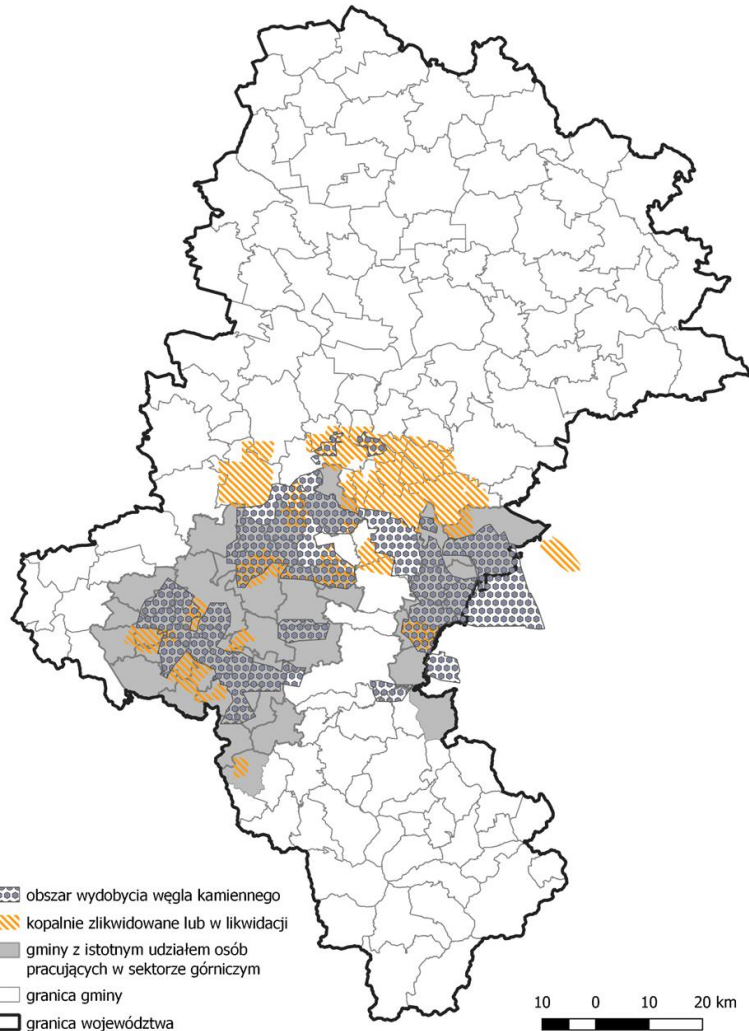 obszar wydobycia węgla kamiennego
kopalnie zlikwidowane lub w likwidacji
gminy z istotnym udziałem osób
pracujących w sektorze górniczym
granica gminy
granica województwa
10 0 10 20 km